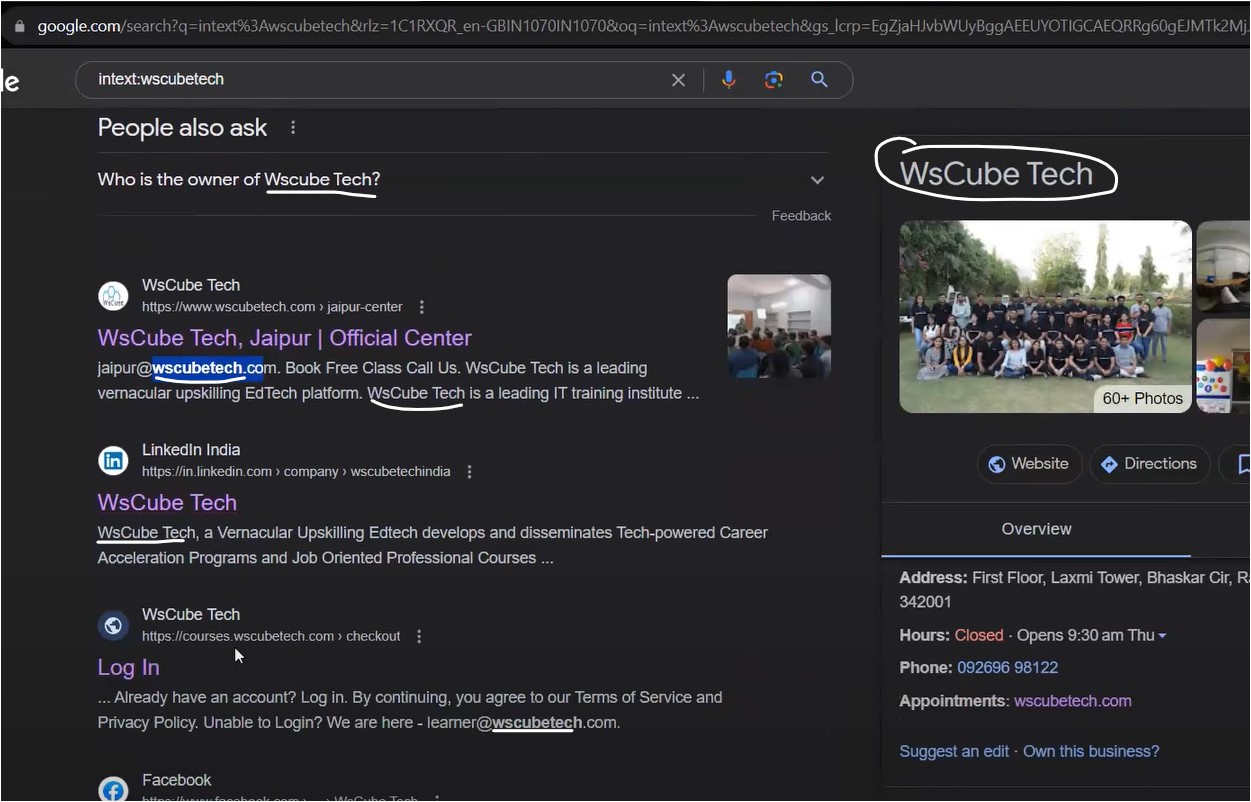 google.com/search?q=intext%3Awscubetech&rlz=1C1RXQR_en-GBIN1070IN1070&oq=intext%3Awscubetech&gs_lcrp=EgZjaHJvbWUyBggAEEUYOTIGCAEQRRg60gEJMTk2Mj
le
intext:wscubetech
People also ask
Who is the owner of Wscube Tech?
Feedback
WsCube Tech
https://www.wscubetech.com › jaipur-center
WsCube Tech, Jaipur | Official Center
jaipur@wscubetech.com. Book Free Class Call Us. WsCube Tech is a leading
vernacular upskilling EdTech platform. WsCube Tech is a leading IT training institute ...
LinkedIn India
https://in.linkedin.com › company › wscubetechindia
WsCube Tech
WsCube Tech, a Vernacular Upskilling Edtech develops and disseminates Tech-powered Career
Acceleration Programs and Job Oriented Professional Courses ...
WsCube Tech
https://courses.wscubetech.com › checkout
Log In
... Already have an account? Log in. By continuing, you agree to our Terms of Service and
Privacy Policy. Unable to Login? We are here - learner@wscubetech.com.
Facebook
https://www.facebook.com › ... › WsCube Tech
WsCube Tech
60+ Photos
Website
Directions
Overview
Address: First Floor, Laxmi Tower, Bhaskar Cir, R
342001
Hours: Closed · Opens 9:30 am Thu
Phone: 092696 98122
Appointments: wscubetech.com
Suggest an edit · Own this business?